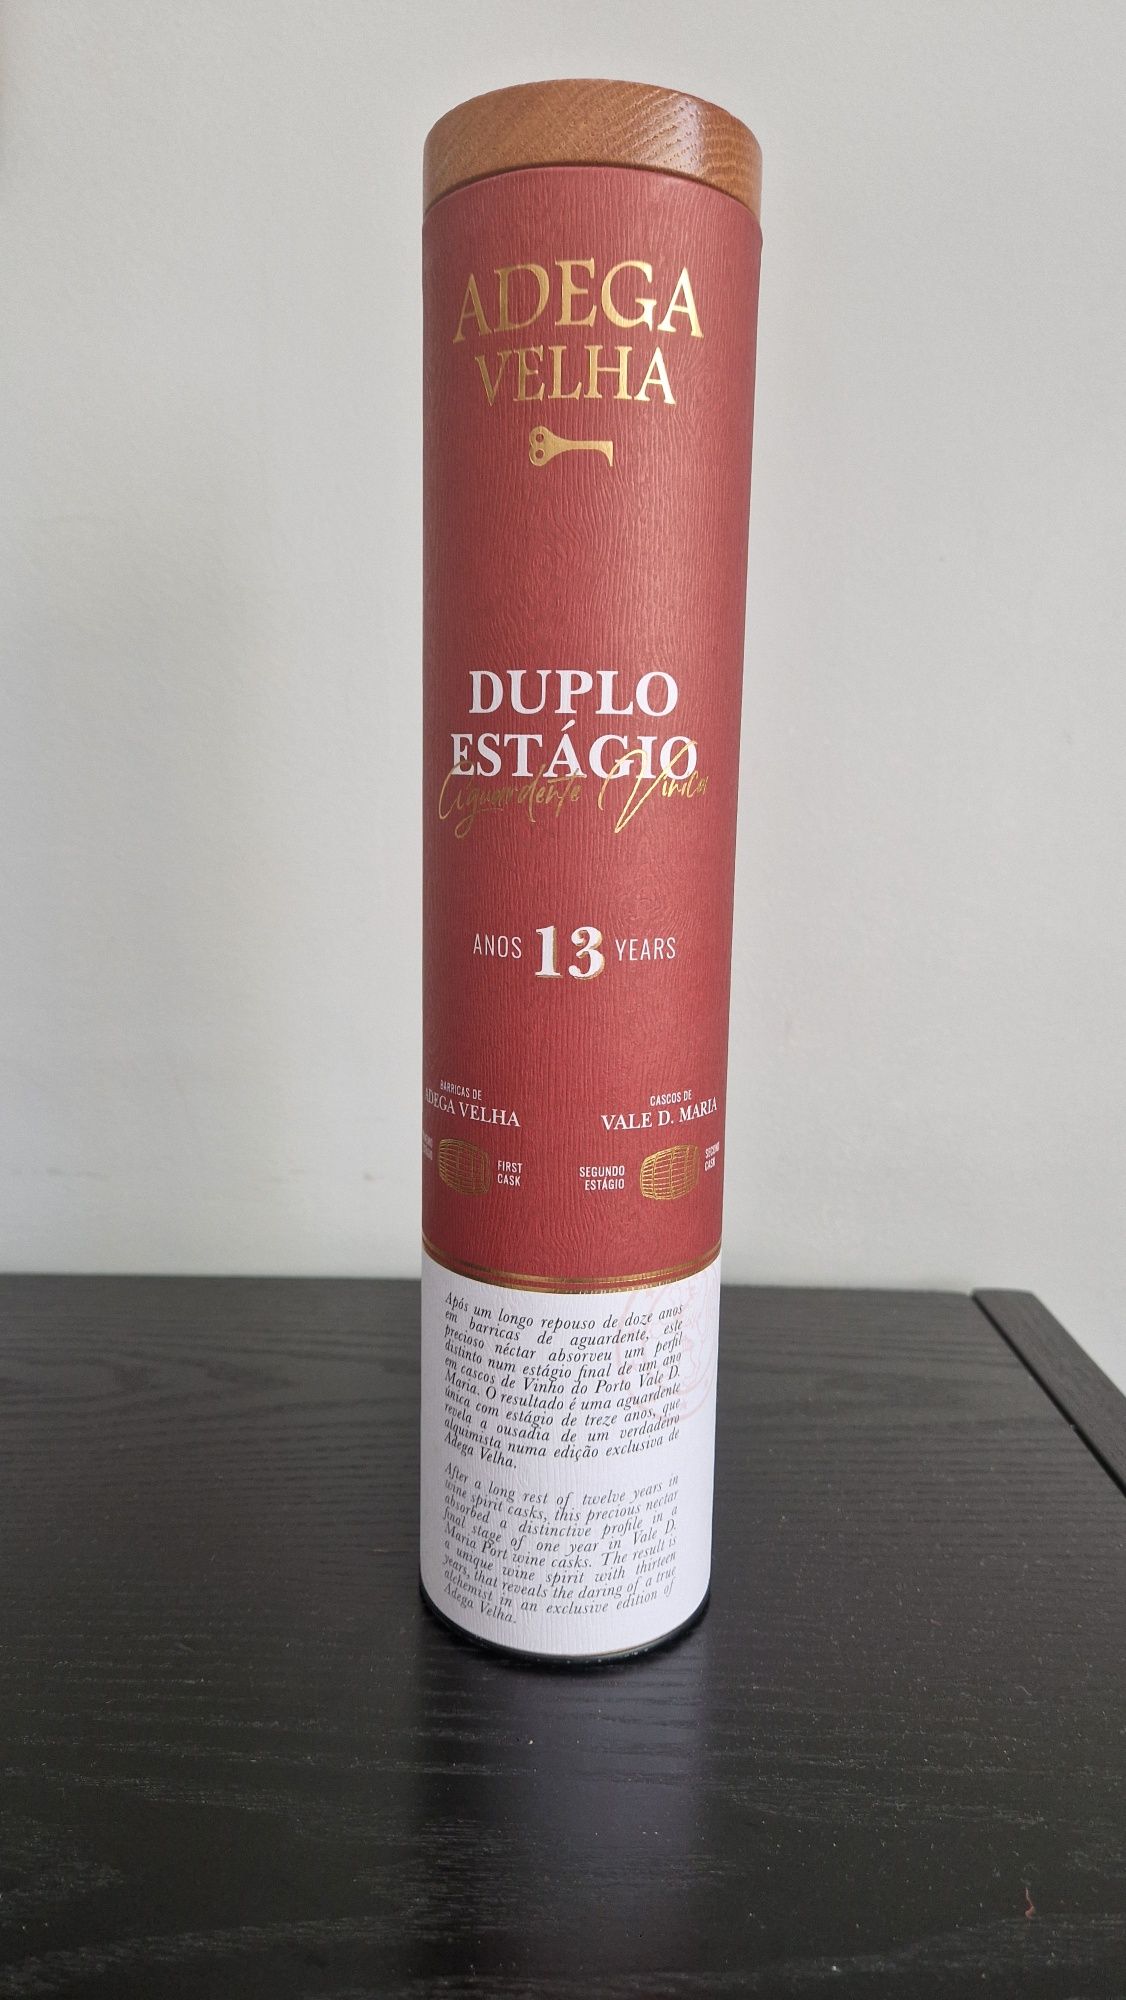 ADEGA
VELHA
DUPLO
ESTÁGIO
Aguardente Vínica
ANOS 13 YEARS
BARRICAS DE
ADEGA VELHA
FIRST
CASK
CASCOS DE
VALE D. MARIA
SEGUNDO
ESTÁGIO
SECOND
CASK
Após um longo repouso de doze anos
em barricas de aguardente, este
precioso néctar absorveu um perfil
distinto num estágio final de um ano
em cascos de Vinho do Porto Vale D.
Maria. O resultado é uma aguardente
única com estágio de treze anos, que
revela a ousadia de um verdadeiro
alquimista numa edição exclusiva de
Adega Velha.
After a long rest of twelve years in
wine spirit casks, this precious nectar
absorbed a distinctive profile in a
final stage of one year in Vale D.
Maria Port wine casks. The result is
a unique wine spirit with thirteen
years, that reveals the daring of a true
alchemist in an exclusive edition of
Adega Velha.